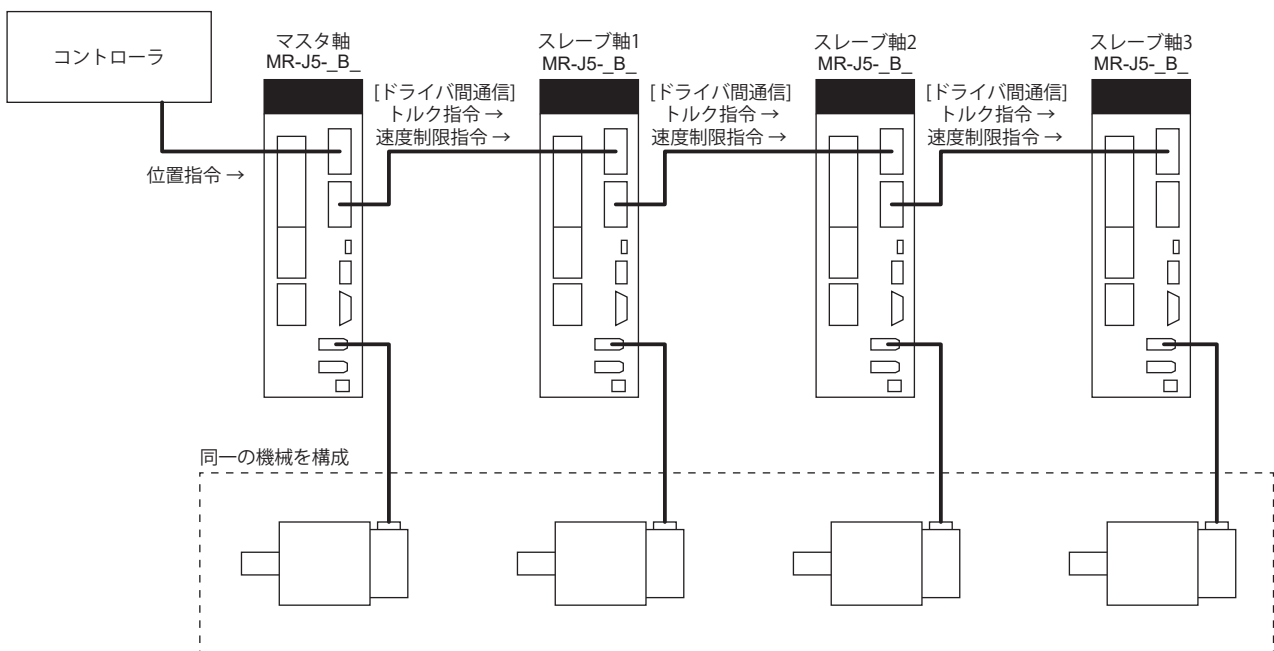 コントローラ
マスタ軸
MR-J5-_B_
スレーブ軸1
MR-J5-_B_
スレーブ軸2
MR-J5-_B_
スレーブ軸3
MR-J5-_B_
[ドライバ間通信]
トルク指令 →
速度制限指令 →
[ドライバ間通信]
トルク指令 →
速度制限指令 →
[ドライバ間通信]
トルク指令 →
速度制限指令 →
位置指令 →
同一の機械を構成